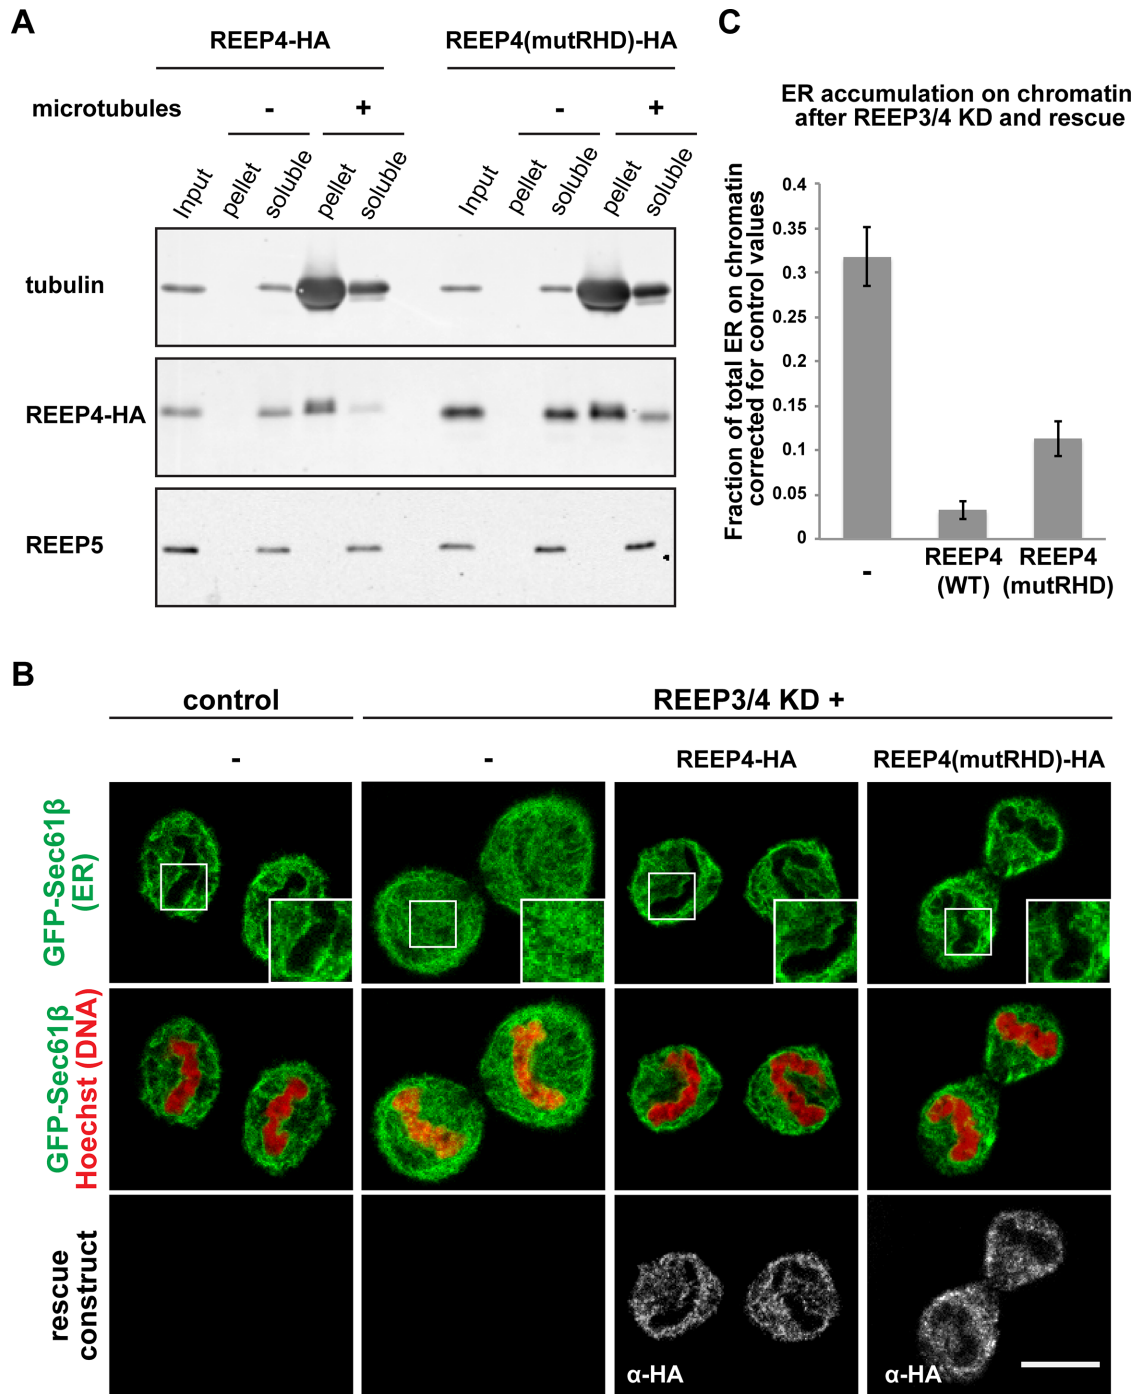 A
REEP4-HA
REEP4(mutRHD)-HA
microtubules
-
+
-
+
Input
pellet
soluble
pellet
soluble
Input
pellet
soluble
pellet
soluble
tubulin
REEP4-HA
REEP5
C
ER accumulation on chromatin
after REEP3/4 KD and rescue
Fraction of total ER on chromatin
corrected for control values
0.4
0.35
0.3
0.25
0.2
0.15
0.1
0.05
0
-
REEP4
(WT)
REEP4
(mutRHD)
B
control
REEP3/4 KD +
-
-
REEP4-HA
REEP4(mutRHD)-HA
GFP-Sec61β
(ER)
GFP-Sec61β
Hoechst (DNA)
rescue
construct
α-HA
α-HA